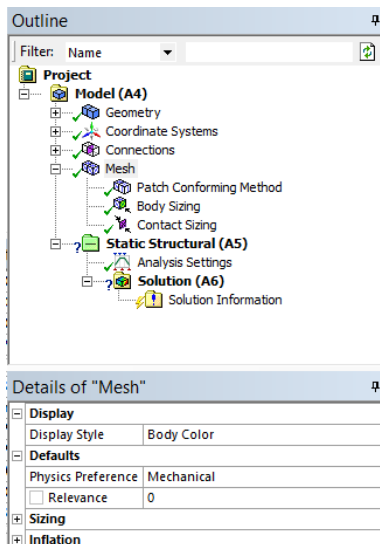 Outline
Filter: Name
Project
Model (A4)
Geometry
Coordinate Systems
Connections
Mesh
Patch Conforming Method
Body Sizing
Contact Sizing
Static Structural (A5)
Analysis Settings
Solution (A6)
Solution Information
Details of "Mesh"
Display
Display Style Body Color
Defaults
Physics Preference Mechanical
Relevance 0
Sizing
Inflation